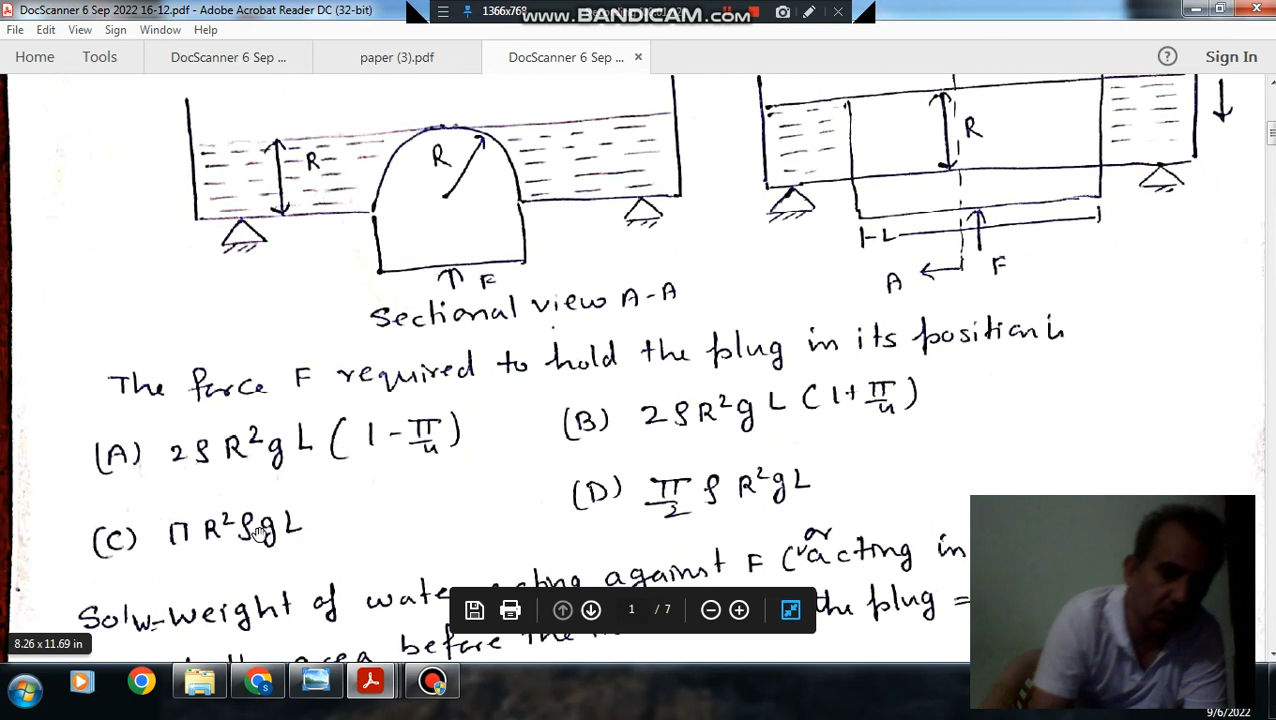 DocScanner 6 Sep 2022 16-12.pdf - Adobe Acrobat Reader DC (32-bit)
1366x768
www.BANDICAM.com
File Edit View Sign Window Help
Home Tools DocScanner 6 Sep ... paper (3).pdf DocScanner 6 Sep ... × ? Sign In
R R R
L
F A F
Sectional view A-A
The force F required to hold the plug in its position is
(A) 2ρR²gL(1-π/4) (B) 2ρR²gL(1+π/4)
(C) πR²ρgL (D) π/2 ρR²gL
or
Solu- weight of water acting against F (acting in
the plug =
area before the
1 / 7
8.26 x 11.69 in
9/6/2022